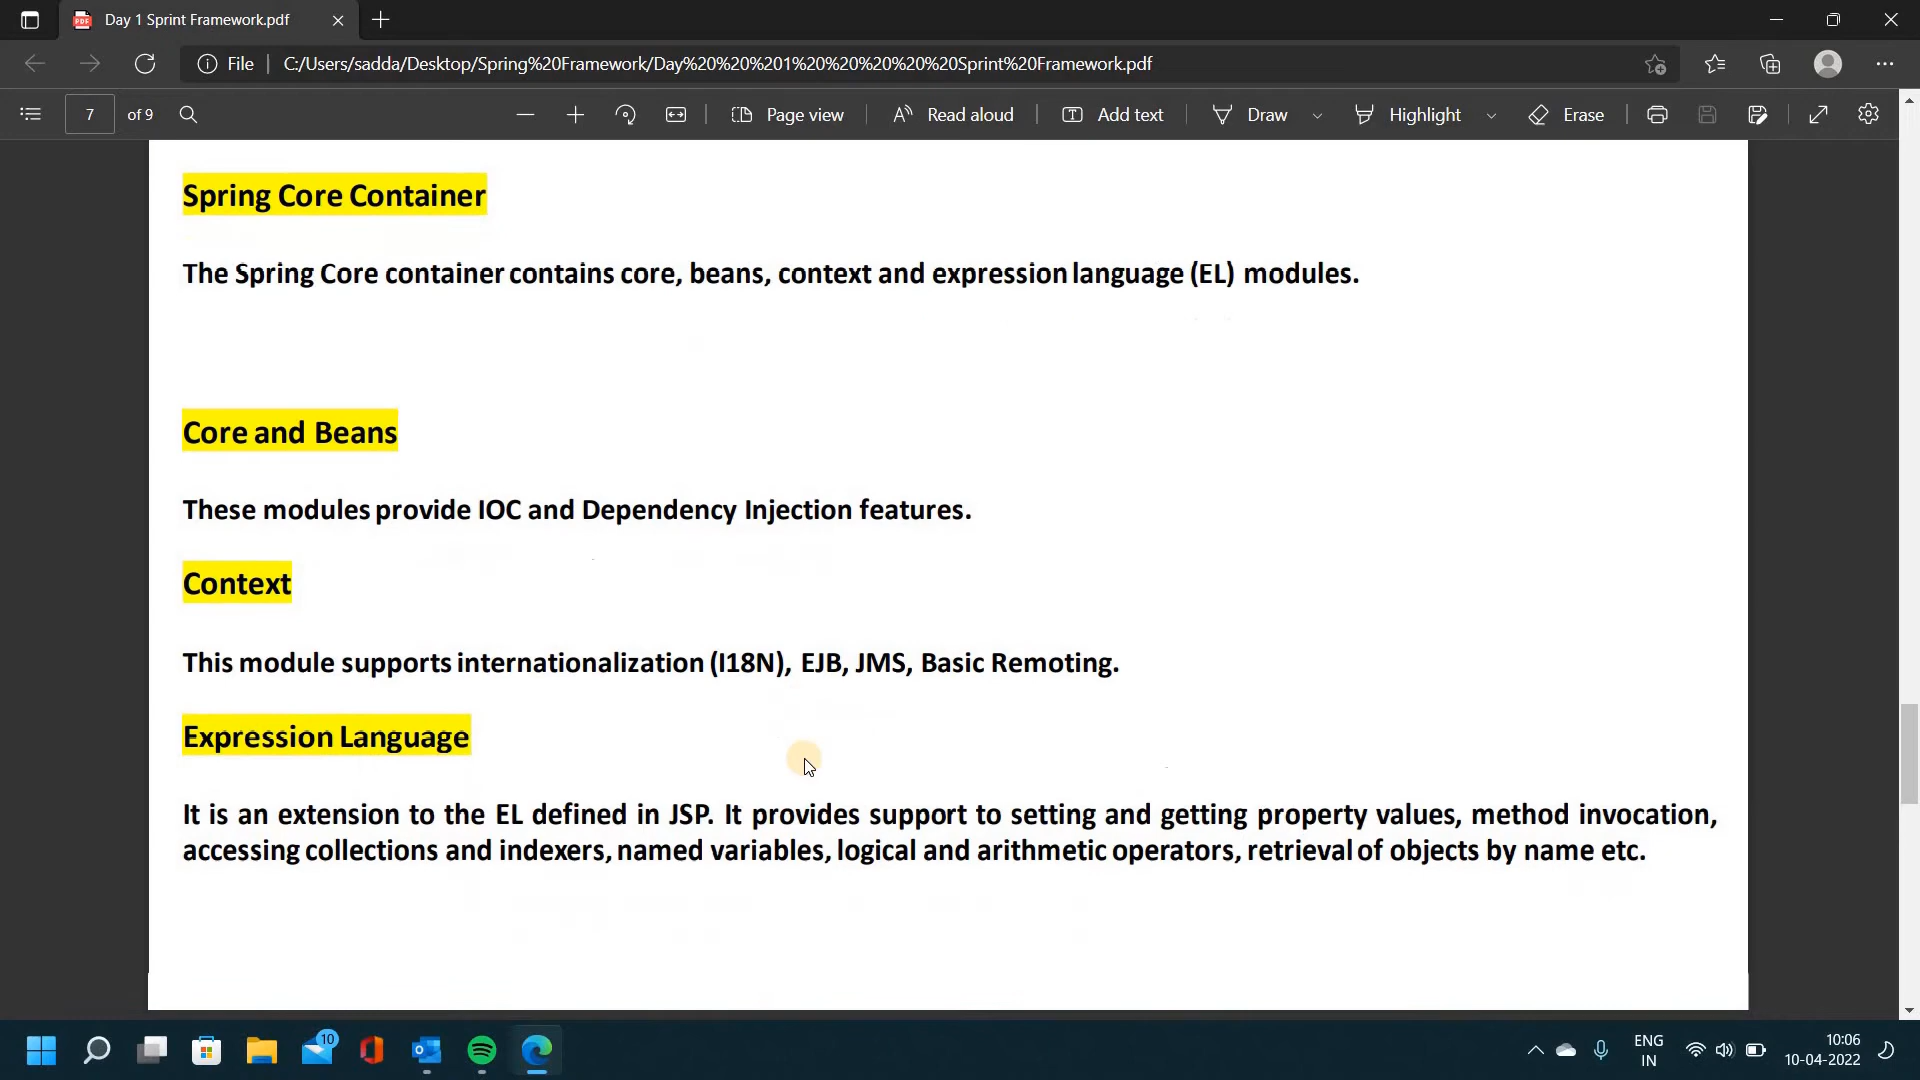 Day 1 Sprint Framework.pdf
File
C:/Users/sadda/Desktop/Spring%20Framework/Day%20%20%201%20%20%20%20%20Sprint%20Framework.pdf
7 of 9
Page view
Read aloud
Add text
Draw
Highlight
Erase
Spring Core Container
The Spring Core container contains core, beans, context and expression language (EL) modules.
Core and Beans
These modules provide IOC and Dependency Injection features.
Context
This module supports internationalization (I18N), EJB, JMS, Basic Remoting.
Expression Language
It is an extension to the EL defined in JSP. It provides support to setting and getting property values, method invocation,
accessing collections and indexers, named variables, logical and arithmetic operators, retrieval of objects by name etc.
10
ENG
IN
10:06
10-04-2022